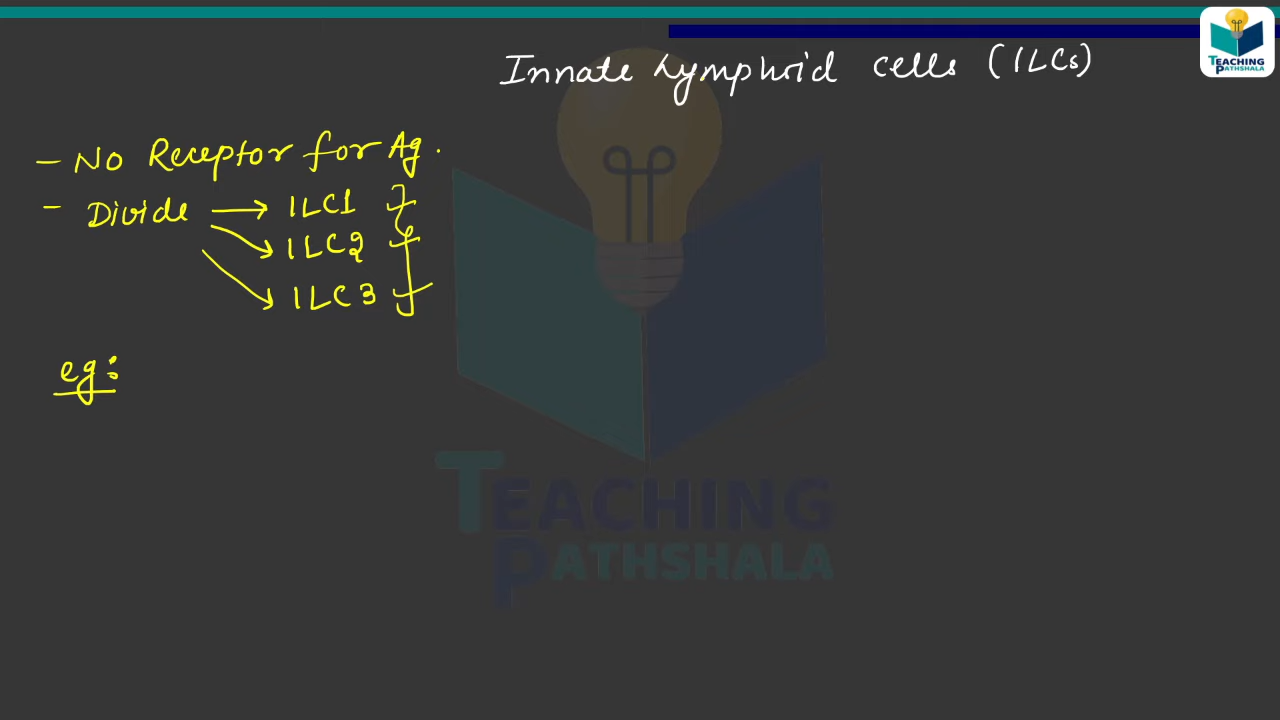 TEACHING
PATHSHALA
Innate Lymphoid cells (ILCs)
- No Receptor for Ag.
- Divide → ILC1
→ ILC2
→ ILC3
eg:
TEACHING
PATHSHALA